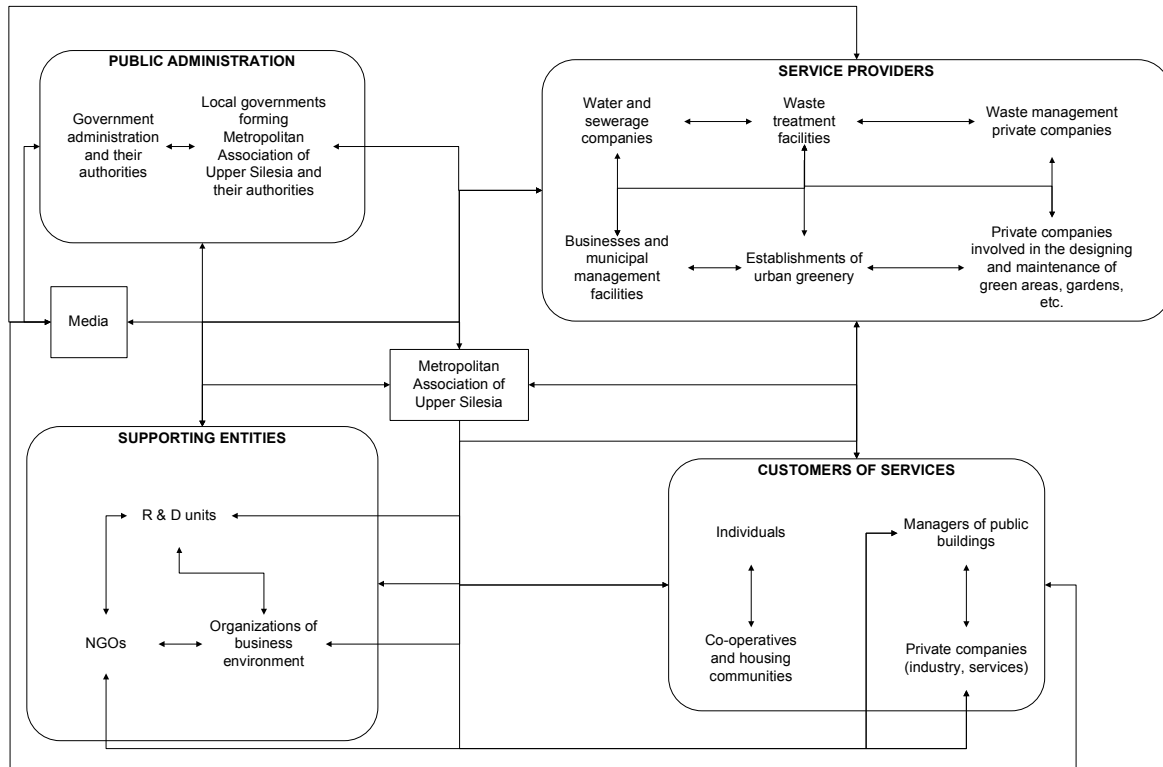 PUBLIC ADMINISTRATION
Government
administration
and their
authorities
Local governments
forming
Metropolitan
Association of
Upper Silesia and
their authorities
SERVICE PROVIDERS
Water and
sewerage
companies
Waste
treatment
facilities
Waste management
private companies
Businesses and
municipal
management
facilities
Establishments of
urban greenery
Private companies
involved in the designing
and maintenance of
green areas, gardens,
etc.
Media
Metropolitan
Association of
Upper Silesia
SUPPORTING ENTITIES
R & D units
NGOs
Organizations of
business
environment
CUSTOMERS OF SERVICES
Individuals
Managers of public
buildings
Co-operatives
and housing
communities
Private companies
(industry, services)